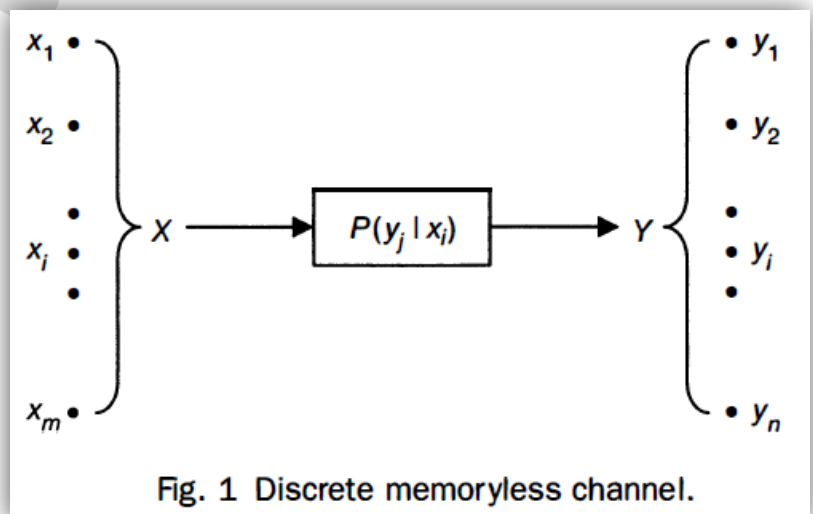 x₁ • • y₁
x₂ • • y₂
• •
xᵢ • X P(yⱼ | xᵢ) Y • yᵢ
• •
xₘ • • yₙ
Fig. 1 Discrete memoryless channel.